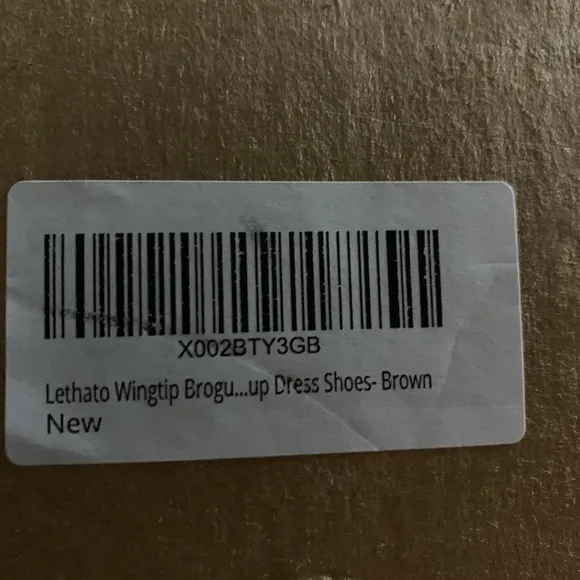 X002BTY3GB
Lethato Wingtip Brogu...up Dress Shoes- Brown
New